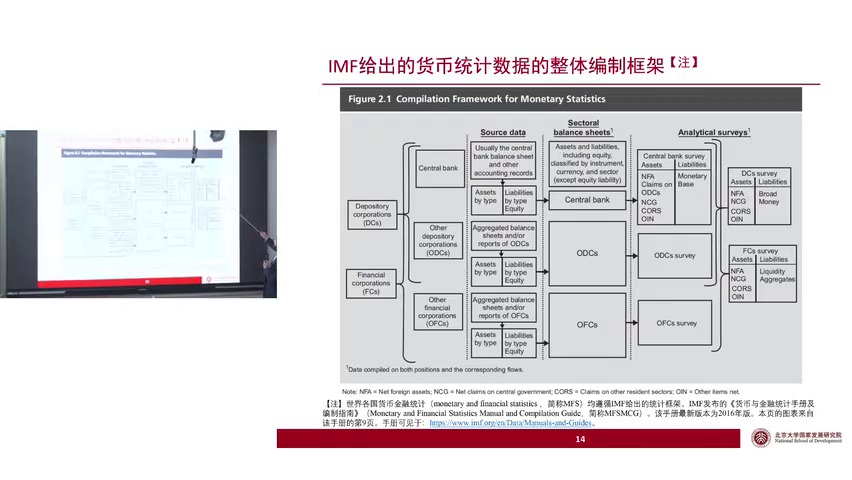 IMF给出的货币统计数据的整体编制框架【注】
Figure 2.1 Compilation Framework for Monetary Statistics
Source data
Sectoral
balance sheets1
Analytical surveys1
Depository
corporations
(DCs)
Financial
corporations
(FCs)
Central bank
Usually the central
bank balance sheet
and other
accounting records
Assets
by type
Liabilities
by type
Equity
Assets and liabilities,
including equity,
classified by instrument,
currency, and sector
(except equity liability)
Central bank
Central bank survey
Assets
Liabilities
NFA
Claims on
ODCs
NCG
CORS
OIN
Monetary
Base
DCs survey
Assets
Liabilities
NFA
NCG
CORS
OIN
Broad
Money
Other
depository
corporations
(ODCs)
Aggregated balance
sheets and/or
reports of ODCs
Assets
by type
Liabilities
by type
Equity
ODCs
ODCs survey
FCs survey
Assets
Liabilities
NFA
NCG
CORS
OIN
Liquidity
Aggregates
Other
financial
corporations
(OFCs)
Aggregated balance
sheets and/or
reports of OFCs
Assets
by type
Liabilities
by type
Equity
OFCs
OFCs survey
1Data compiled on both positions and the corresponding flows.
Note: NFA = Net foreign assets; NCG = Net claims on central government; CORS = Claims on other resident sectors; OIN = Other items net.
【注】世界各国货币金融统计（monetary and financial statistics，简称MFS）均遵循IMF给出的统计框架。IMF发布的《货币与金融统计手册及
编制指南》（Monetary and Financial Statistics Manual and Compilation Guide，简称MFSMCG）。该手册最新版本为2016年版。本页的图表来自
该手册的第9页。手册可见于：https://www.imf.org/en/Data/Manuals-and-Guides。
14
北京大学国家发展研究院
National School of Development